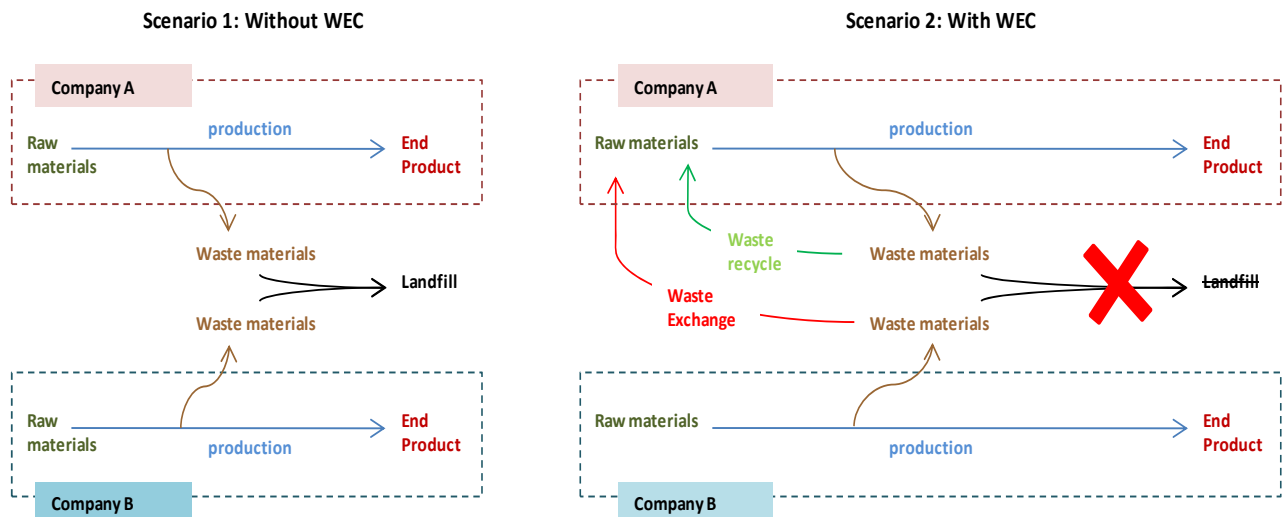 Scenario 1: Without WEC
Company A
production
Raw
materials
End
Product
Waste materials
Landfill
Waste materials
Raw
materials
production
End
Product
Company B
Scenario 2: With WEC
Company A
production
Raw materials
End
Product
Waste
recycle
Waste materials
Landfill
Waste
Exchange
Waste materials
Raw materials
production
End
Product
Company B